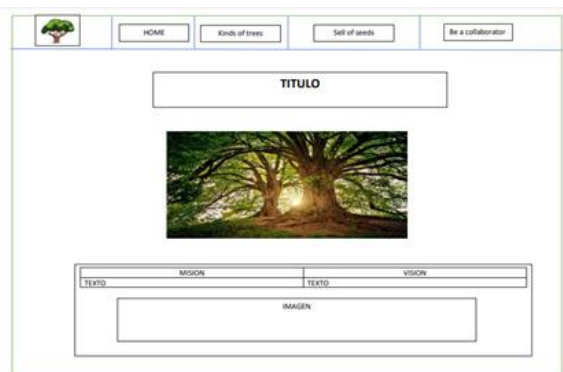 HOME
Kinds of trees
Sell of seeds
Be a collaborator
TITULO
MISION
VISION
TEXTO
TEXTO
IMAGEN